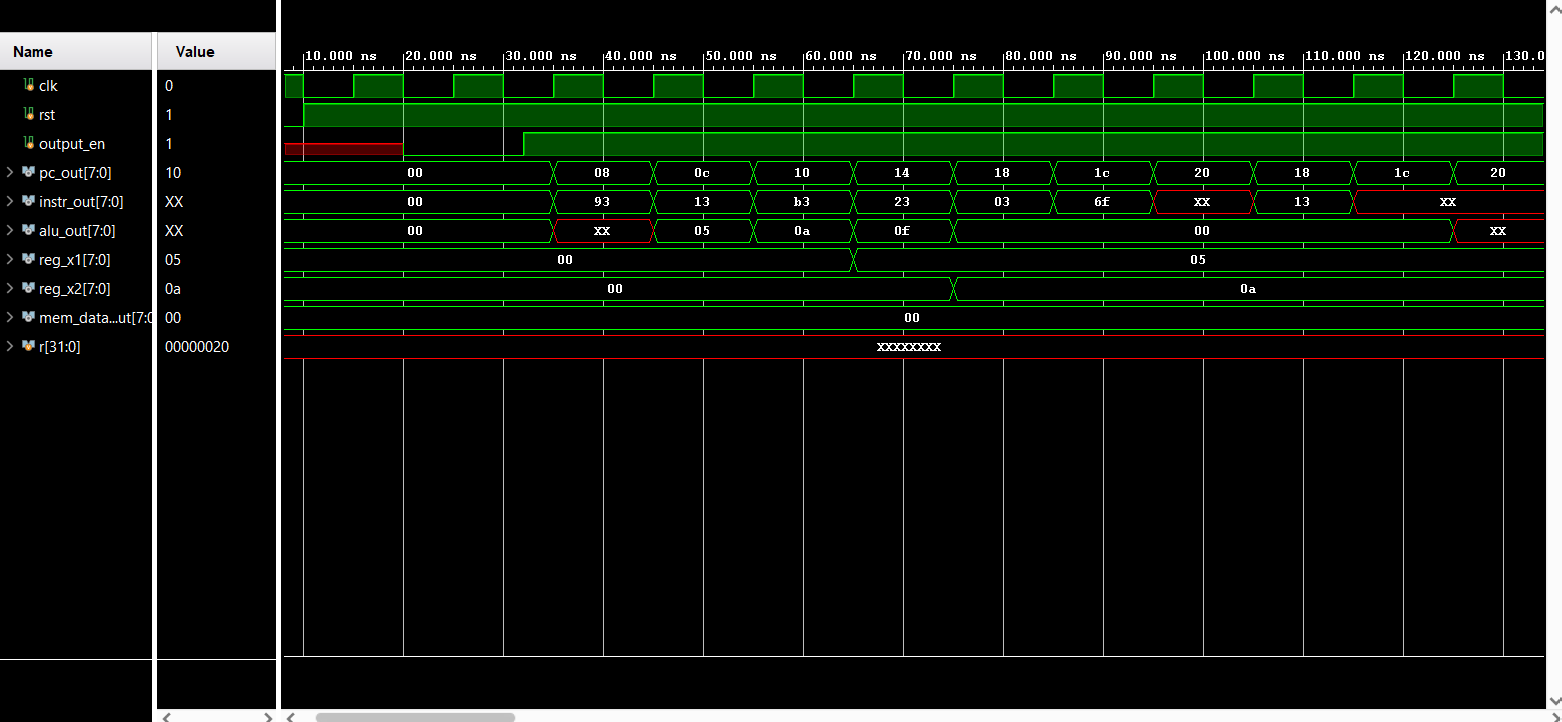 Name Value
10.000 ns 20.000 ns 30.000 ns 40.000 ns 50.000 ns 60.000 ns 70.000 ns 80.000 ns 90.000 ns 100.000 ns 110.000 ns 120.000 ns 130.0
clk 0
rst 1
output_en 1
pc_out[7:0] 10 00 08 0c 10 14 18 1c 20 18 1c 20
instr_out[7:0] XX 00 93 13 b3 23 03 6f XX 13 XX
alu_out[7:0] XX 00 XX 05 0a 0f 00 XX
reg_x1[7:0] 05 00 05
reg_x2[7:0] 0a 00 0a
mem_data...ut[7:0 00 00
r[31:0] 00000020 XXXXXXXX